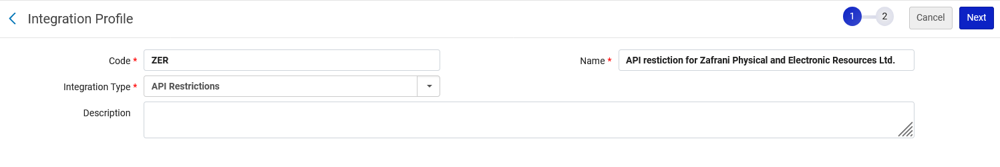 Integration Profile 1 2 Cancel Next
Code * ZER Name * API restiction for Zafrani Physical and Electronic Resources Ltd.
Integration Type * API Restrictions
Description